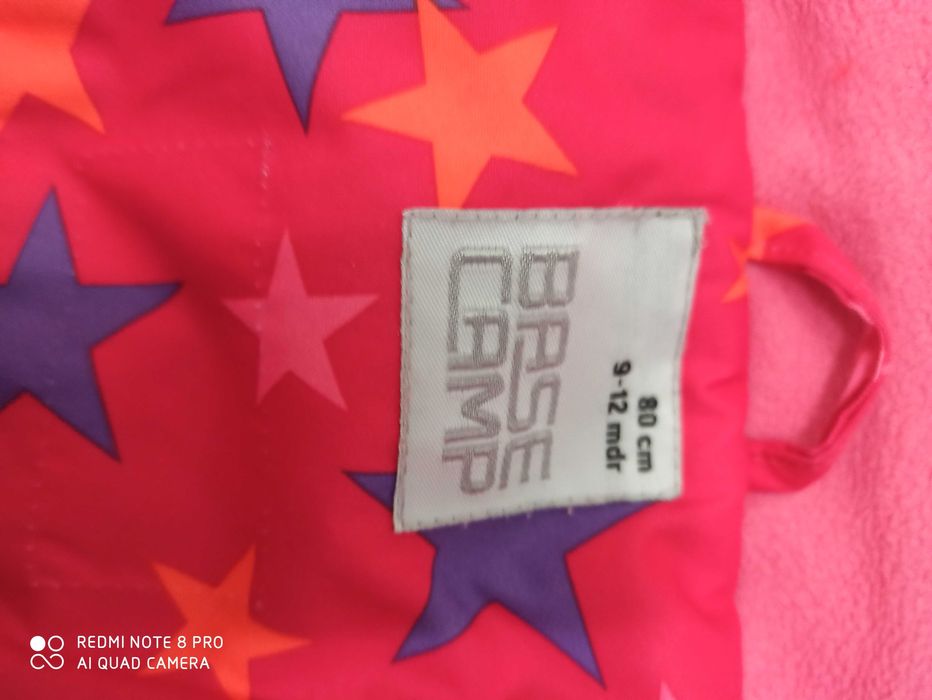 80 cm
9-12 mdr
BASE
CAMP
REDMI NOTE 8 PRO
AI QUAD CAMERA